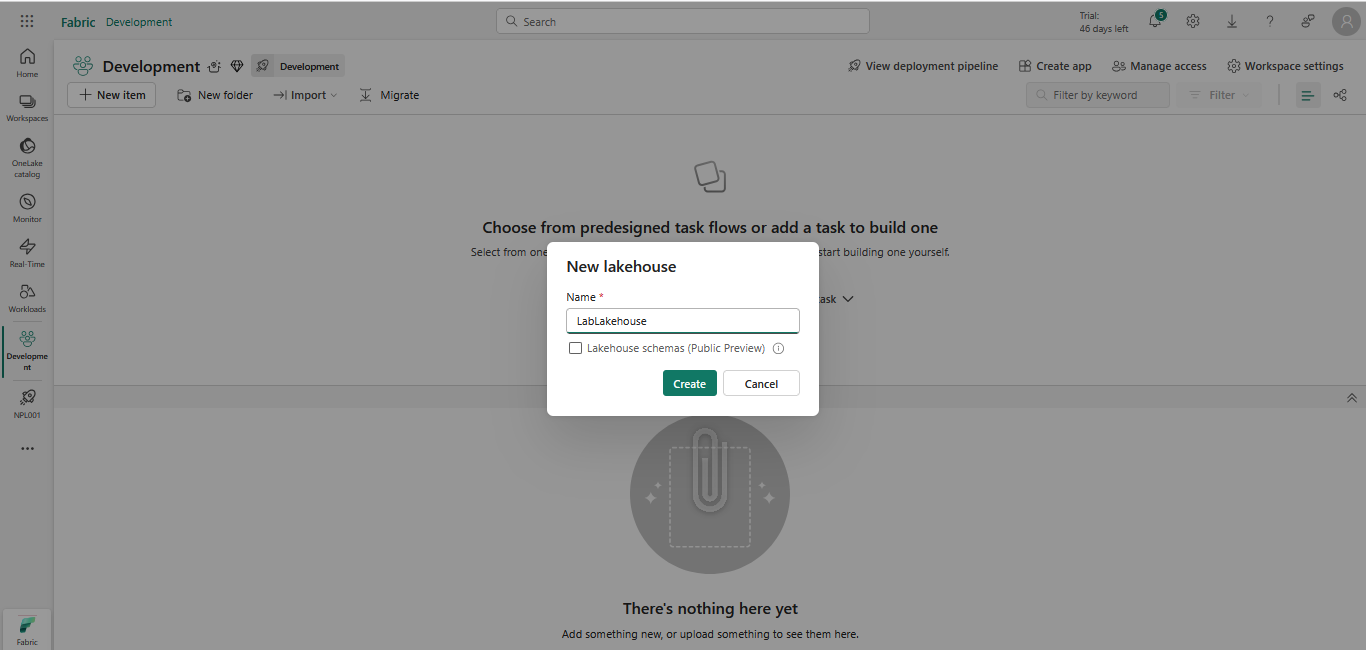 Fabric Development
Search
Trial:
46 days left
5
Home
Workspaces
OneLake
catalog
Monitor
Real-Time
Workloads
Developme
nt
NPL001
Fabric
Development
Development
View deployment pipeline
Create app
Manage access
Workspace settings
New item
New folder
Import
Migrate
Filter by keyword
Filter
Choose from predesigned task flows or add a task to build one
Select from one
start building one yourself.
task
New lakehouse
Name *
LabLakehouse
Lakehouse schemas (Public Preview)
Create
Cancel
There's nothing here yet
Add something new, or upload something to see them here.